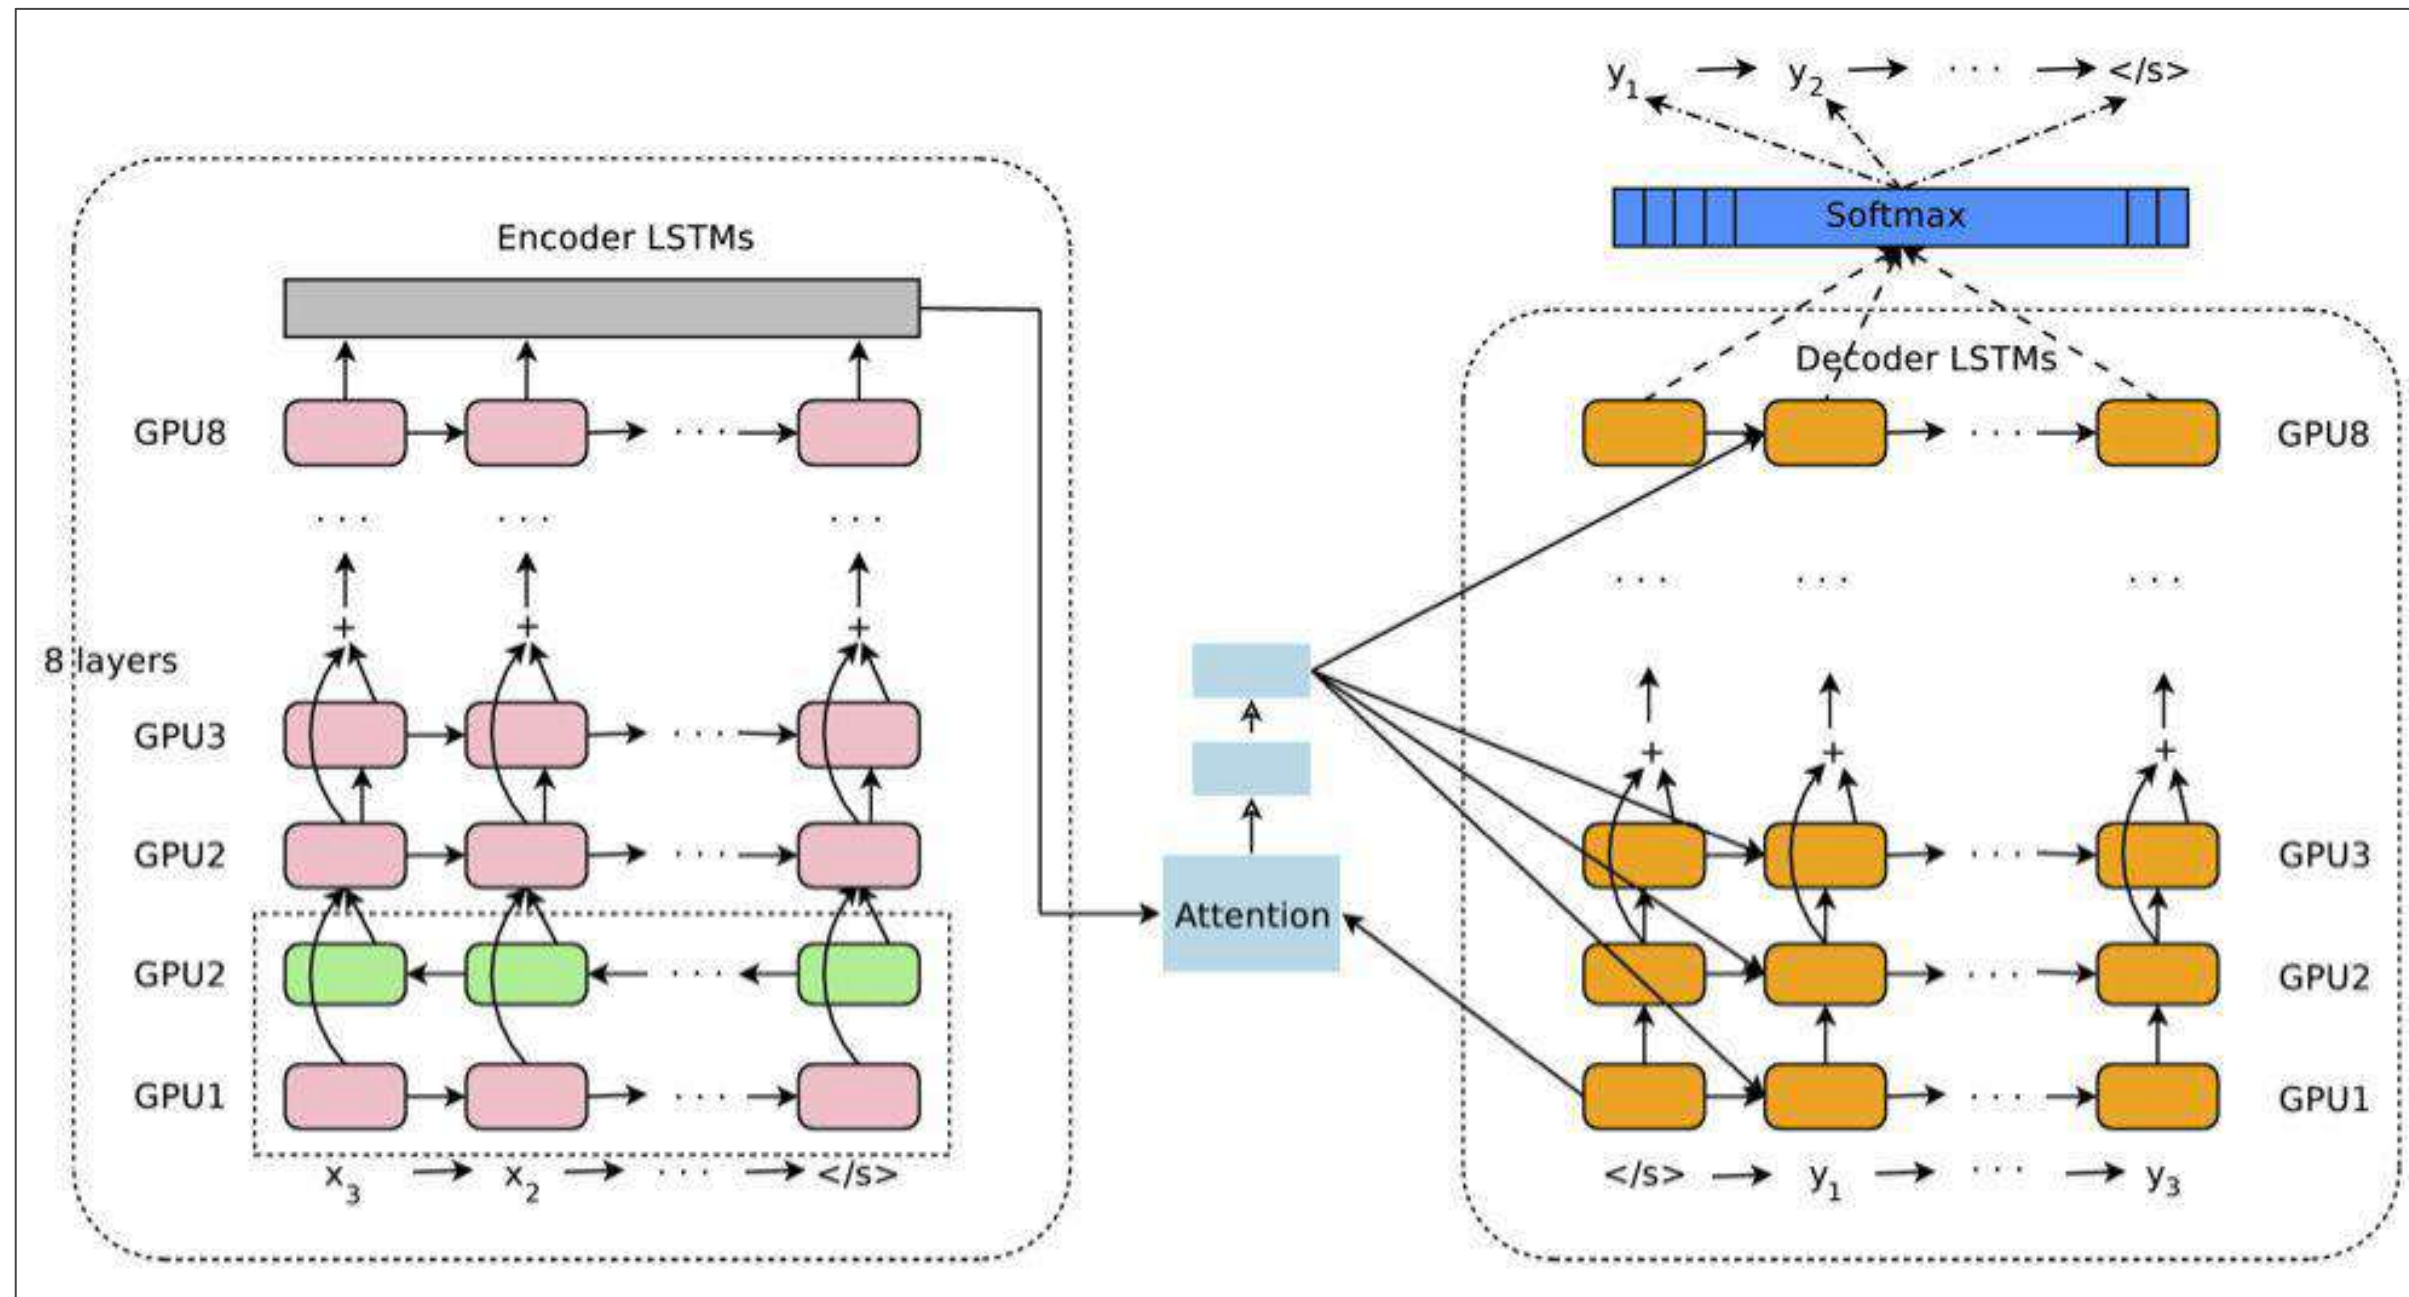 y1 → y2 → ... → </s>
Softmax
Encoder LSTMs
Decoder LSTMs
GPU8
GPU8
8 layers
GPU3
GPU2
GPU2
GPU1
Attention
GPU3
GPU2
GPU1
x3 → x2 → ... → </s>
</s> → y1 → ... → y3